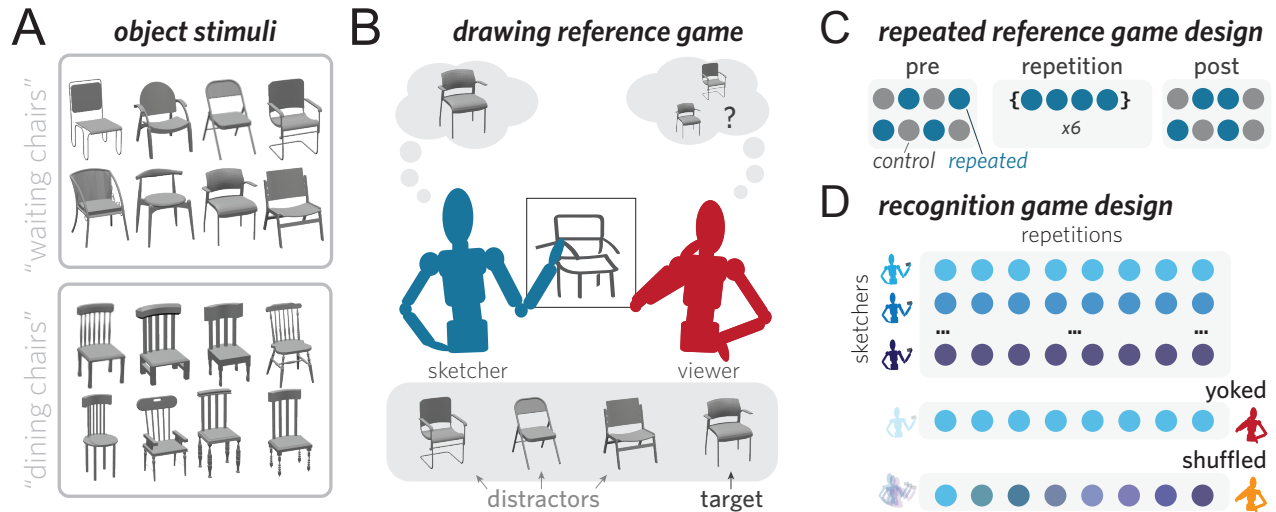 A
object stimuli
“waiting chairs”
“dining chairs”
B
drawing reference game
?
sketcher
viewer
distractors
target
C
repeated reference game design
pre
repetition
post
{ }
x6
control
repeated
D
recognition game design
repetitions
sketchers
... ... ...
yoked
shuffled